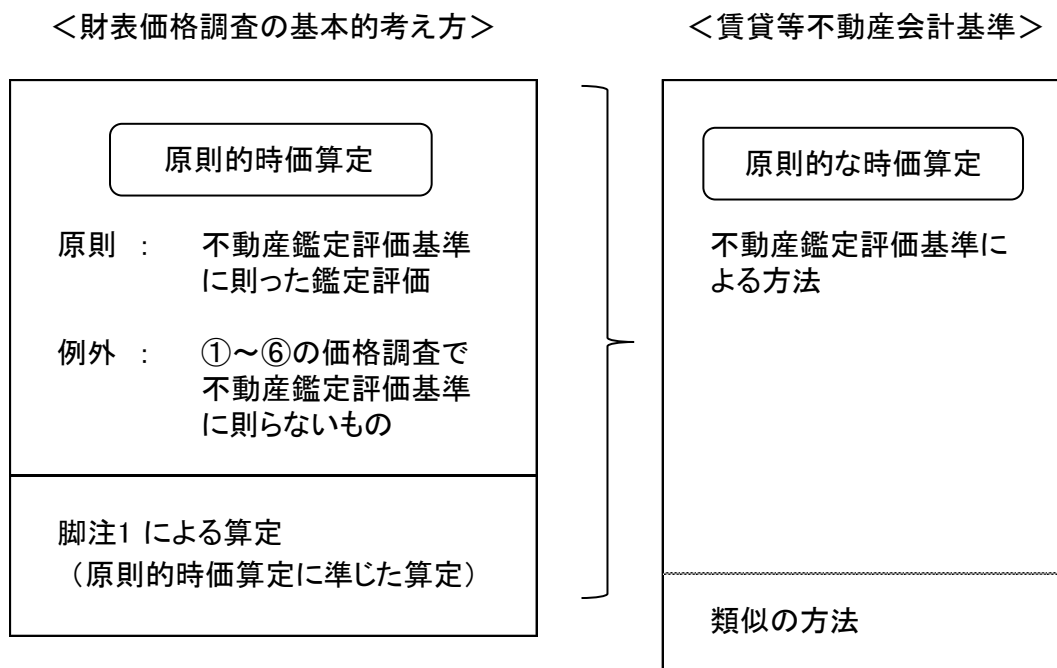 ＜財表価格調査の基本的考え方＞
原則的時価算定
原則 ： 不動産鑑定評価基準
に則った鑑定評価
例外 ： ①～⑥の価格調査で
不動産鑑定評価基準
に則らないもの
脚注1 による算定
（原則的時価算定に準じた算定）
＜賃貸等不動産会計基準＞
原則的な時価算定
不動産鑑定評価基準に
よる方法
類似の方法